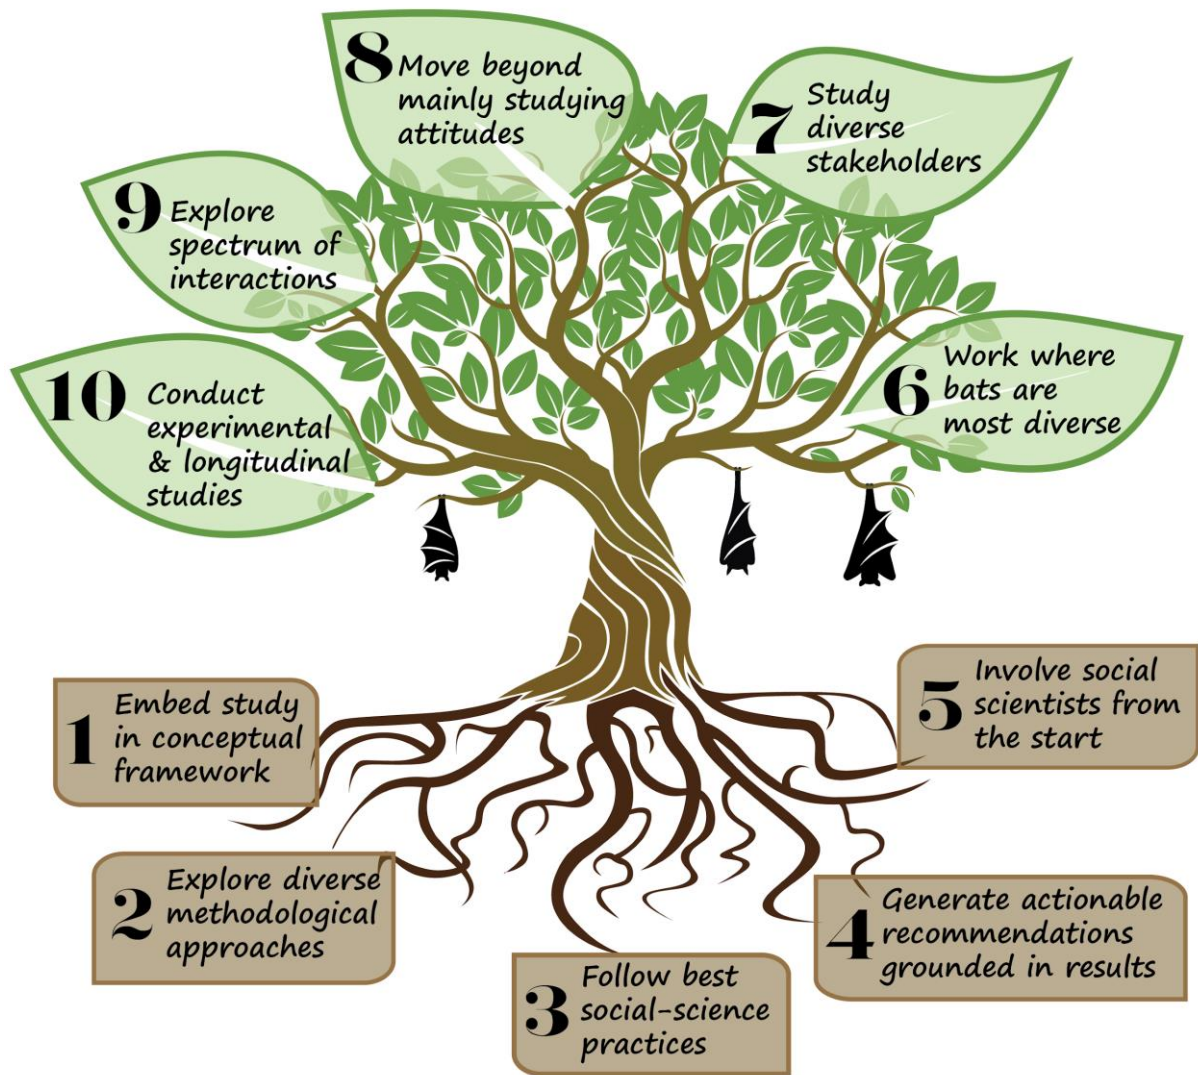 8 Move beyond
mainly studying
attitudes
7 Study
diverse
stakeholders
9 Explore
spectrum of
interactions
10 Conduct
experimental
& longitudinal
studies
6 Work where
bats are
most diverse
1 Embed study
in conceptual
framework
5 Involve social
scientists from
the start
2 Explore diverse
methodological
approaches
4 Generate actionable
recommendations
grounded in results
3 Follow best
social-science
practices